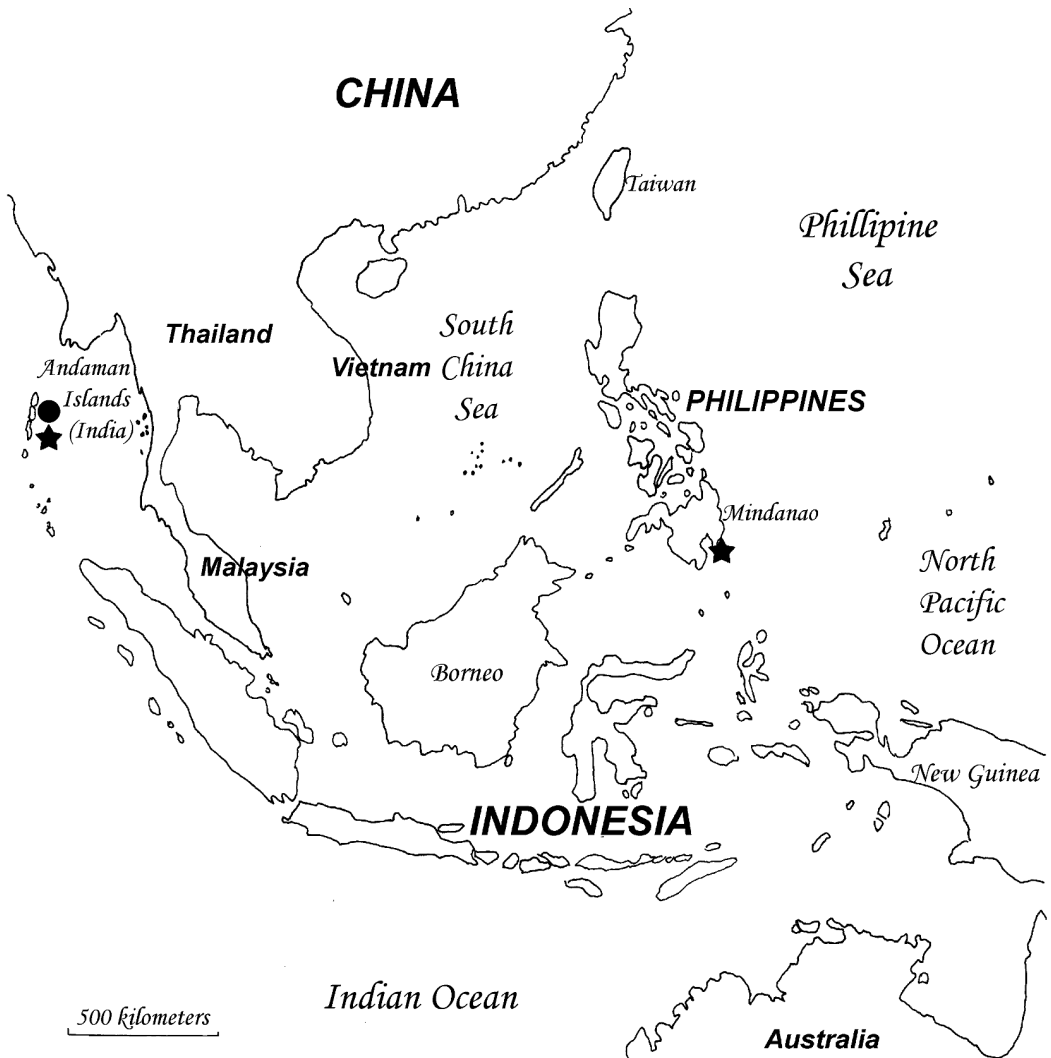 CHINA
Taiwan
Phillipine
Sea
Thailand
South
China
Sea
Vietnam
Andaman
Islands
(India)
PHILIPPINES
Mindanao
Malaysia
North
Pacific
Ocean
Borneo
New Guinea
INDONESIA
Indian Ocean
500 kilometers
Australia